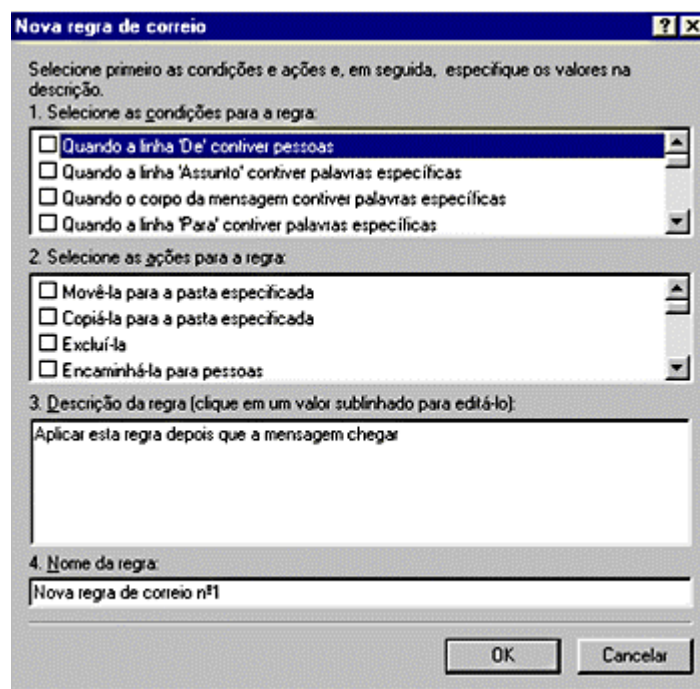 Nova regra de correio
Selecione primeiro as condições e ações e, em seguida, especifique os valores na
descrição.
1. Selecione as condições para a regra:
Quando a linha 'De' contiver pessoas
Quando a linha 'Assunto' contiver palavras específicas
Quando o corpo da mensagem contiver palavras específicas
Quando a linha 'Para' contiver palavras específicas
2. Selecione as ações para a regra:
Movê-la para a pasta especificada
Copiá-la para a pasta especificada
Excluí-la
Encaminhá-la para pessoas
3. Descrição da regra (clique em um valor sublinhado para editá-lo):
Aplicar esta regra depois que a mensagem chegar
4. Nome da regra:
Nova regra de correio nº1
OK Cancelar